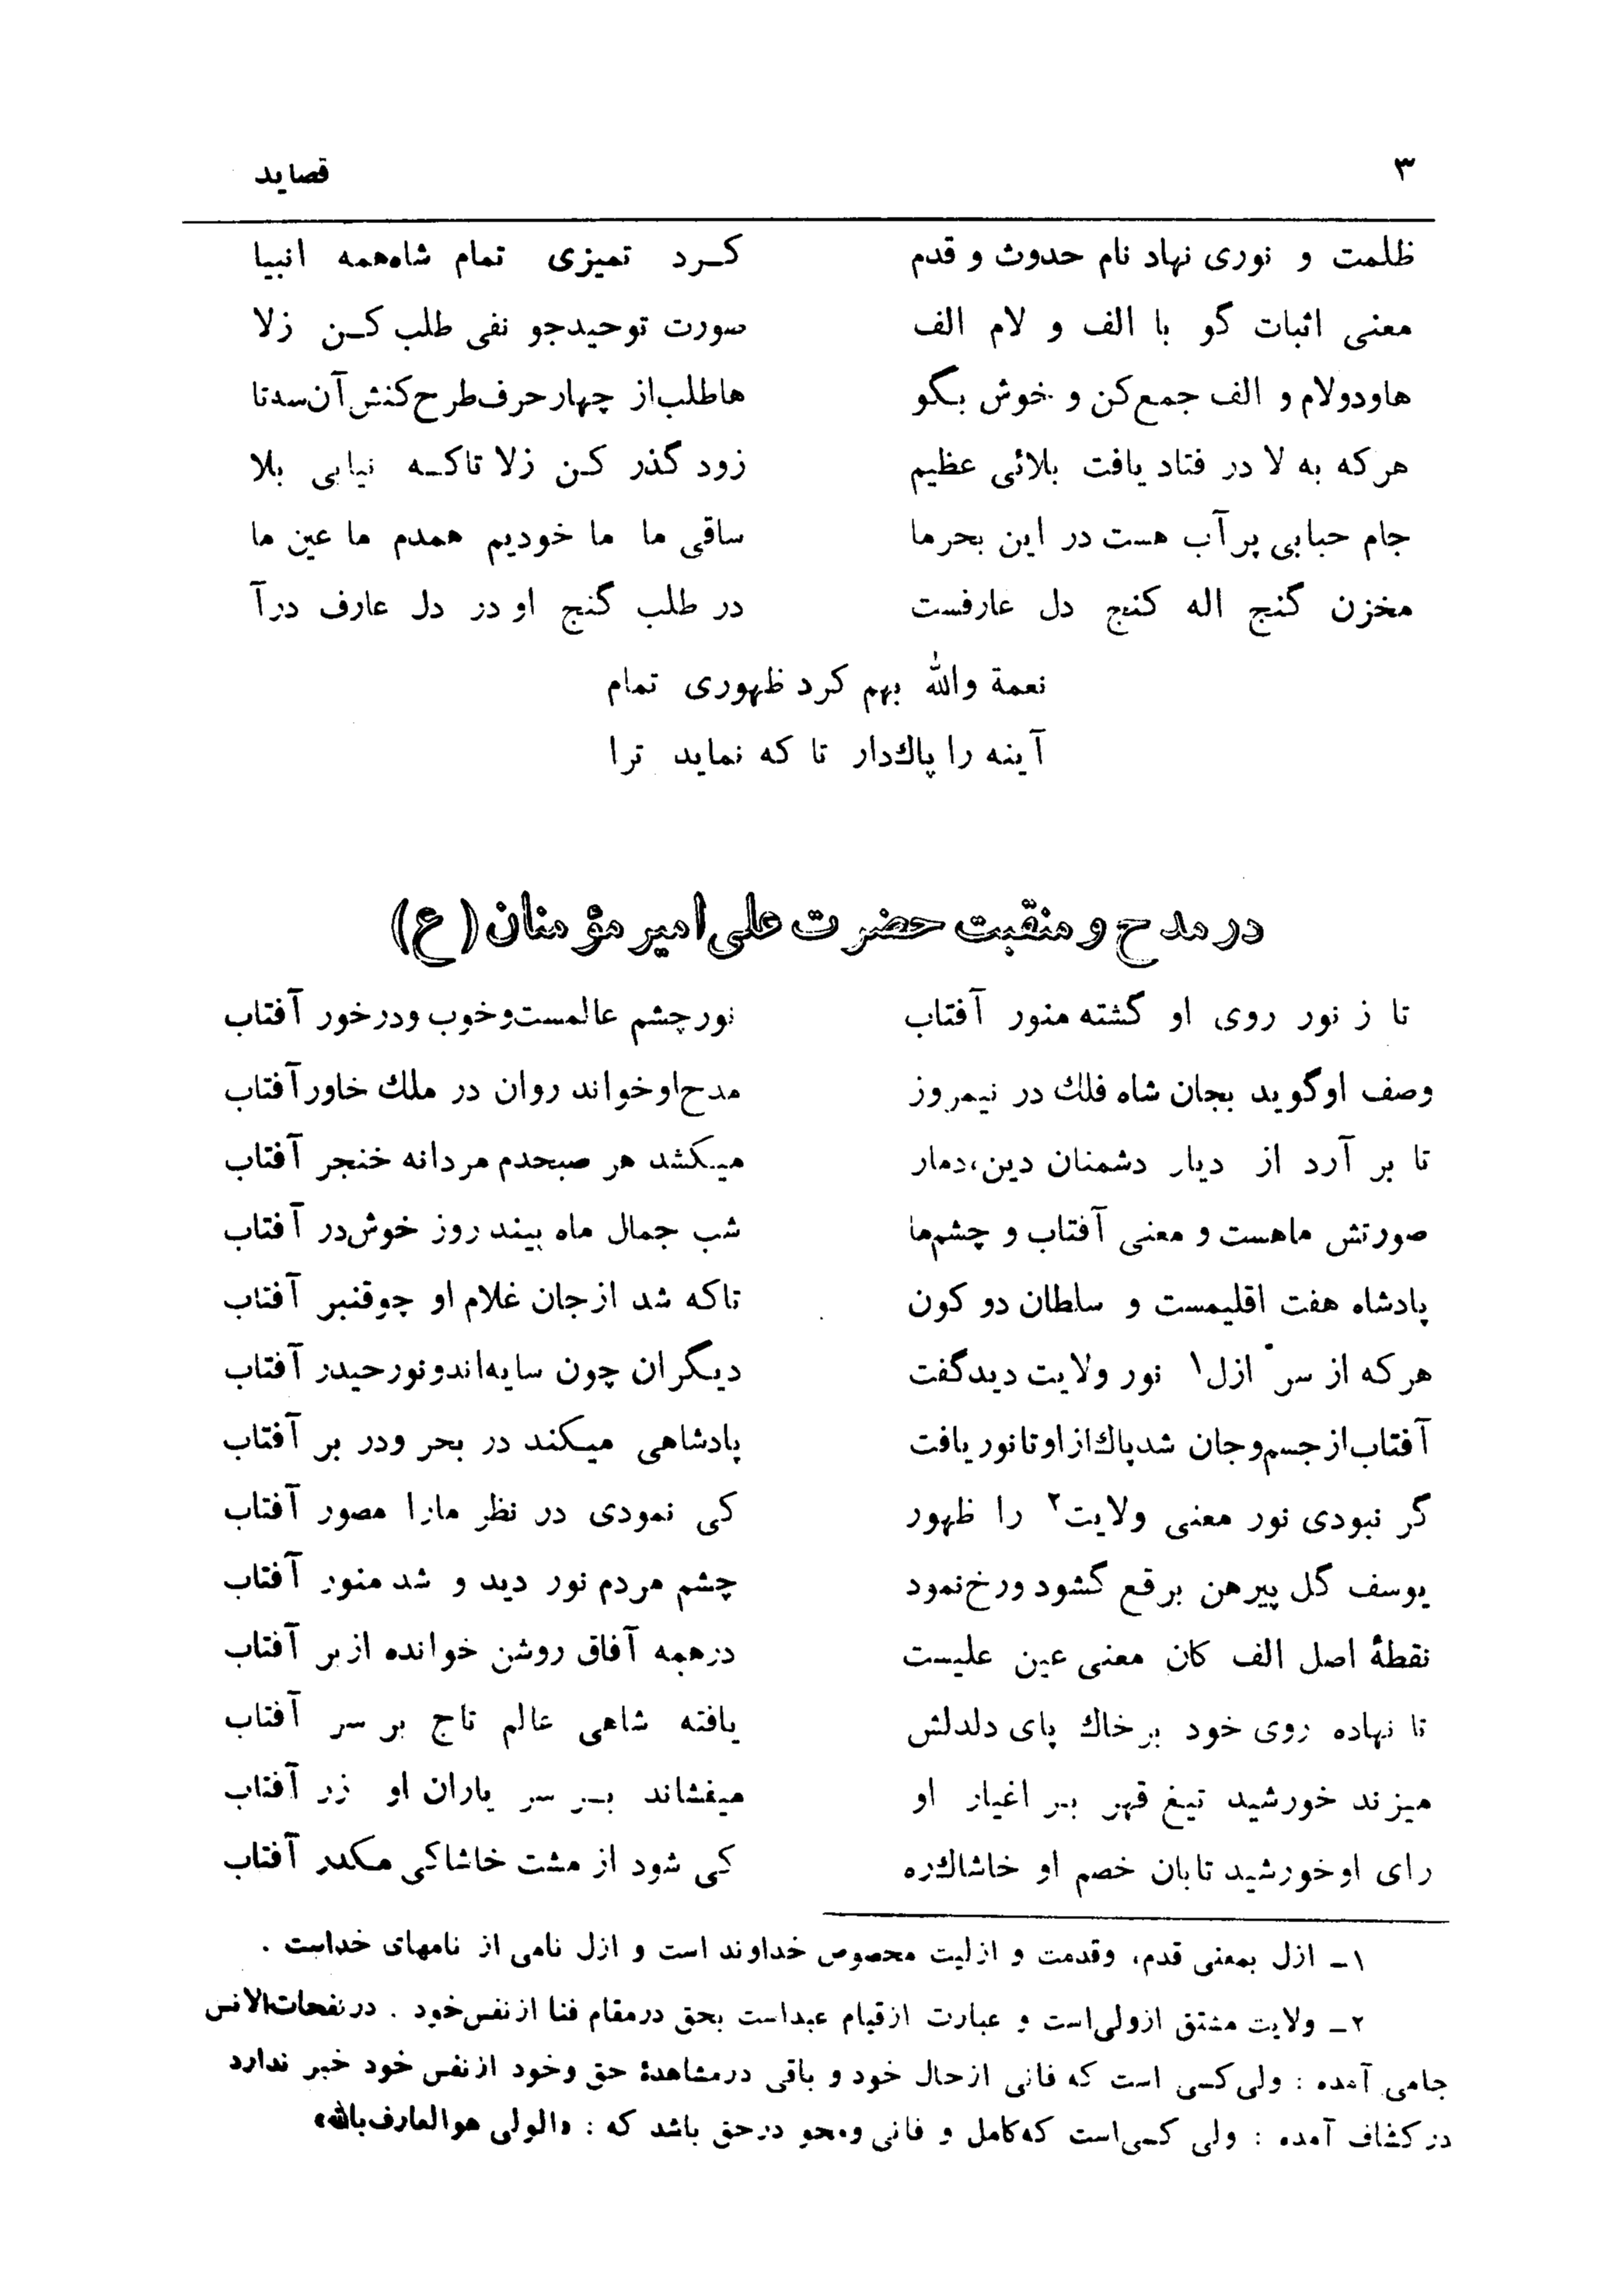 ۳ قصاید
ظلمت و نوری نهاد نام حدوث و قدم کرد تمیزی تمام شاه‌همه انبیا
معنی اثبات گو با الف و لام الف صورت توحیدجو نفی طلب کن زلا
هاودولام و الف جمع‌کن و خوش بگو هاطلب‌از چهارحرف‌طرح‌کنش‌آن‌سدتا
هرکه به لا در فتاد یافت بلائی عظیم زود گذر کن زلا تاکه نیابی بلا
جام حبابی پرآب هست در این بحرما ساقی ما ما خودیم همدم ما عین ما
مخزن گنج اله کنج دل عارفست در طلب گنج او در دل عارف درآ
نعمة والله بهم کرد ظهوری تمام
آینه را پاك‌دار تا که نماید ترا
در مدح و منقبت حضرت علی امیر مؤمنان (ع)
تا ز نور روی او گشته منور آفتاب نورچشم عالمست‌وخوب ودرخور آفتاب
وصف اوگوید بجان شاه فلك در نیمروز مدح‌اوخواند روان در ملك خاورآفتاب
تا بر آرد از دیار دشمنان دین،دمار میکشد هر صبحدم مردانه خنجر آفتاب
صورتش ماهست و معنی آفتاب و چشم‌ما شب جمال ماه بیند روز خوش‌در آفتاب
پادشاه هفت اقلیمست و سلطان دو کون تاکه شد ازجان غلام او چوقنبر آفتاب
هرکه از سر ازل۱ نور ولایت دیدگفت دیگران چون سایه‌اندونورحیدر آفتاب
آفتاب‌ازجسم‌وجان شدپاك‌ازاوتانوریافت پادشاهی میکند در بحر ودر بر آفتاب
گر نبودی نور معنی ولایت۲ را ظهور کی نمودی در نظر مارا مصور آفتاب
یوسف گل پیرهن برقع گشود ورخ‌نمود چشم مردم نور دید و شد منور آفتاب
نقطهٔ اصل الف کان معنی عین علیست درهمه آفاق روشن خوانده ازبر آفتاب
تا نهاده روی خود برخاك پای دلدلش یافته شاهی عالم تاج بر سر آفتاب
میزند خورشید تیغ قهر بر اغیار او میفشاند بر سر یاران او زر آفتاب
رای اوخورشید تابان خصم او خاشاك‌ره کی شود از مشت خاشاکی مکدر آفتاب
۱ـ ازل بمعنی قدم، وقدمت و ازلیت مخصوص خداوند است و ازل نامی از نامهای خداست .
۲ـ ولایت مشتق ازولی‌است و عبارت ازقیام عبداست بحق درمقام فنا ازنفس‌خود . درنفحات‌الانس
جامی آمده : ولی‌کسی است که فانی ازحال خود و باقی درمشاهدهٔ حق وخود ازنفس خود خبر ندارد
درکشاف آمده : ولی کسی‌است که‌کامل و فانی ومحو درحق باشد که : «الولی هوالعارف‌بالله»